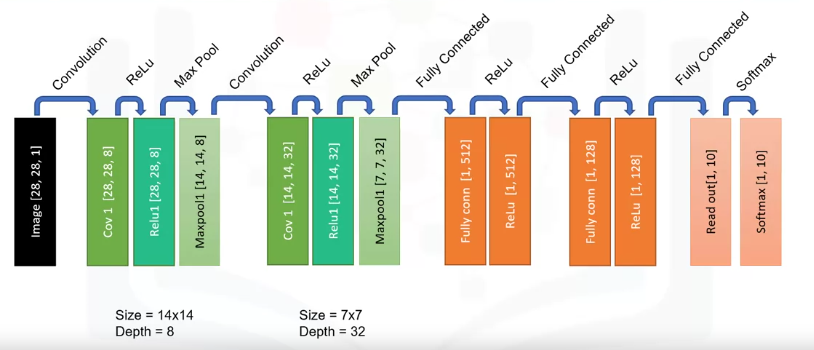 Convolution
ReLu
Max Pool
Convolution
ReLu
Max Pool
Fully Connected
ReLu
Fully Connected
ReLu
Fully Connected
Softmax
Image [28, 28, 1]
Cov 1 [28, 28, 8]
Relu1 [28, 28, 8]
Maxpool1 [14, 14, 8]
Cov 1 [14, 14, 32]
Relu1 [14, 14, 32]
Maxpool1 [7, 7, 32]
Fully conn [1, 512]
ReLu [1, 512]
Fully conn [1, 128]
ReLu [1, 128]
Read out[1, 10]
Softmax [1, 10]
Size = 14x14
Depth = 8
Size = 7x7
Depth = 32